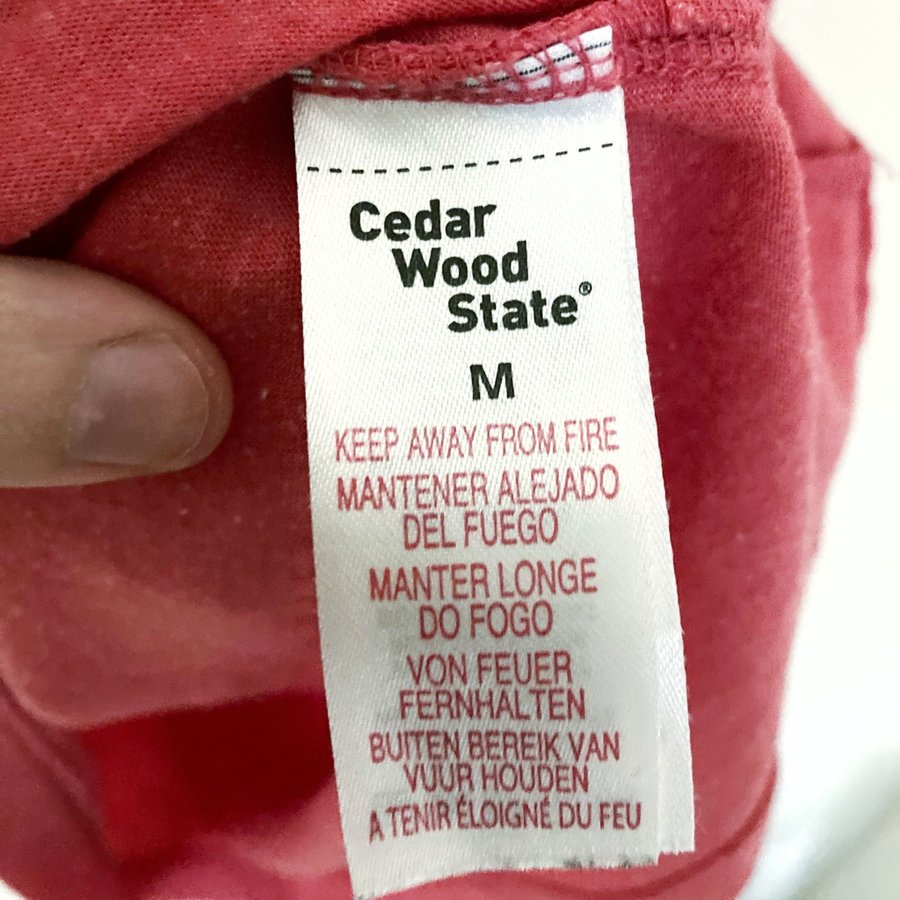 Cedar
Wood
State®
M
KEEP AWAY FROM FIRE
MANTENER ALEJADO
DEL FUEGO
MANTER LONGE
DO FOGO
VON FEUER
FERNHALTEN
BUITEN BEREIK VAN
VUUR HOUDEN
A TENIR ÉLOIGNÉ DU FEU